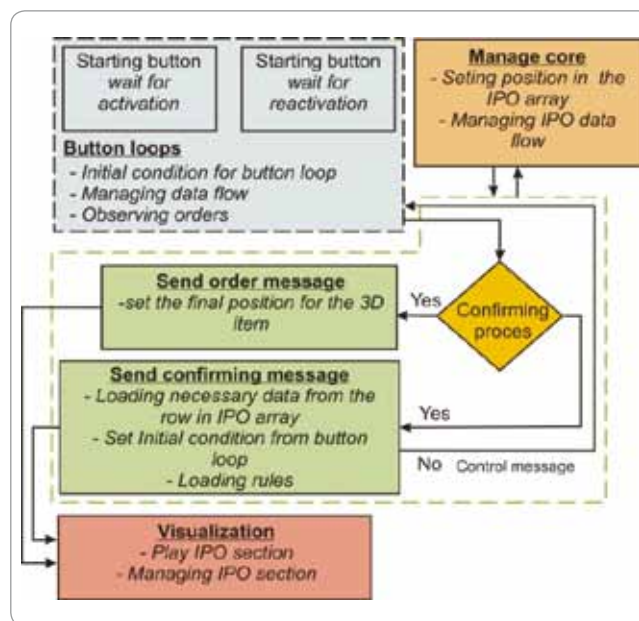 Starting button
wait for
activation
Starting button
wait for
reactivation
Button loops
- Initial condition for button loop
- Managing data flow
- Observing orders
Manage core
- Seting position in the
IPO array
- Managing IPO data
flow
Send order message
-set the final position for the 3D
item
Yes
Confirming
proces
Send confirming message
- Loading necessary data from the
row in IPO array
- Set Initial condition from button
loop
- Loading rules
Yes
No Control message
Visualization
- Play IPO section
- Managing IPO section